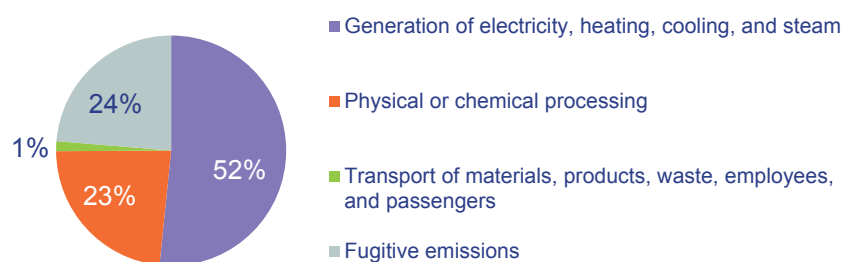 Generation of electricity, heating, cooling, and steam
24%
Physical or chemical processing
1%
52%
23%
Transport of materials, products, waste, employees,
and passengers
Fugitive emissions